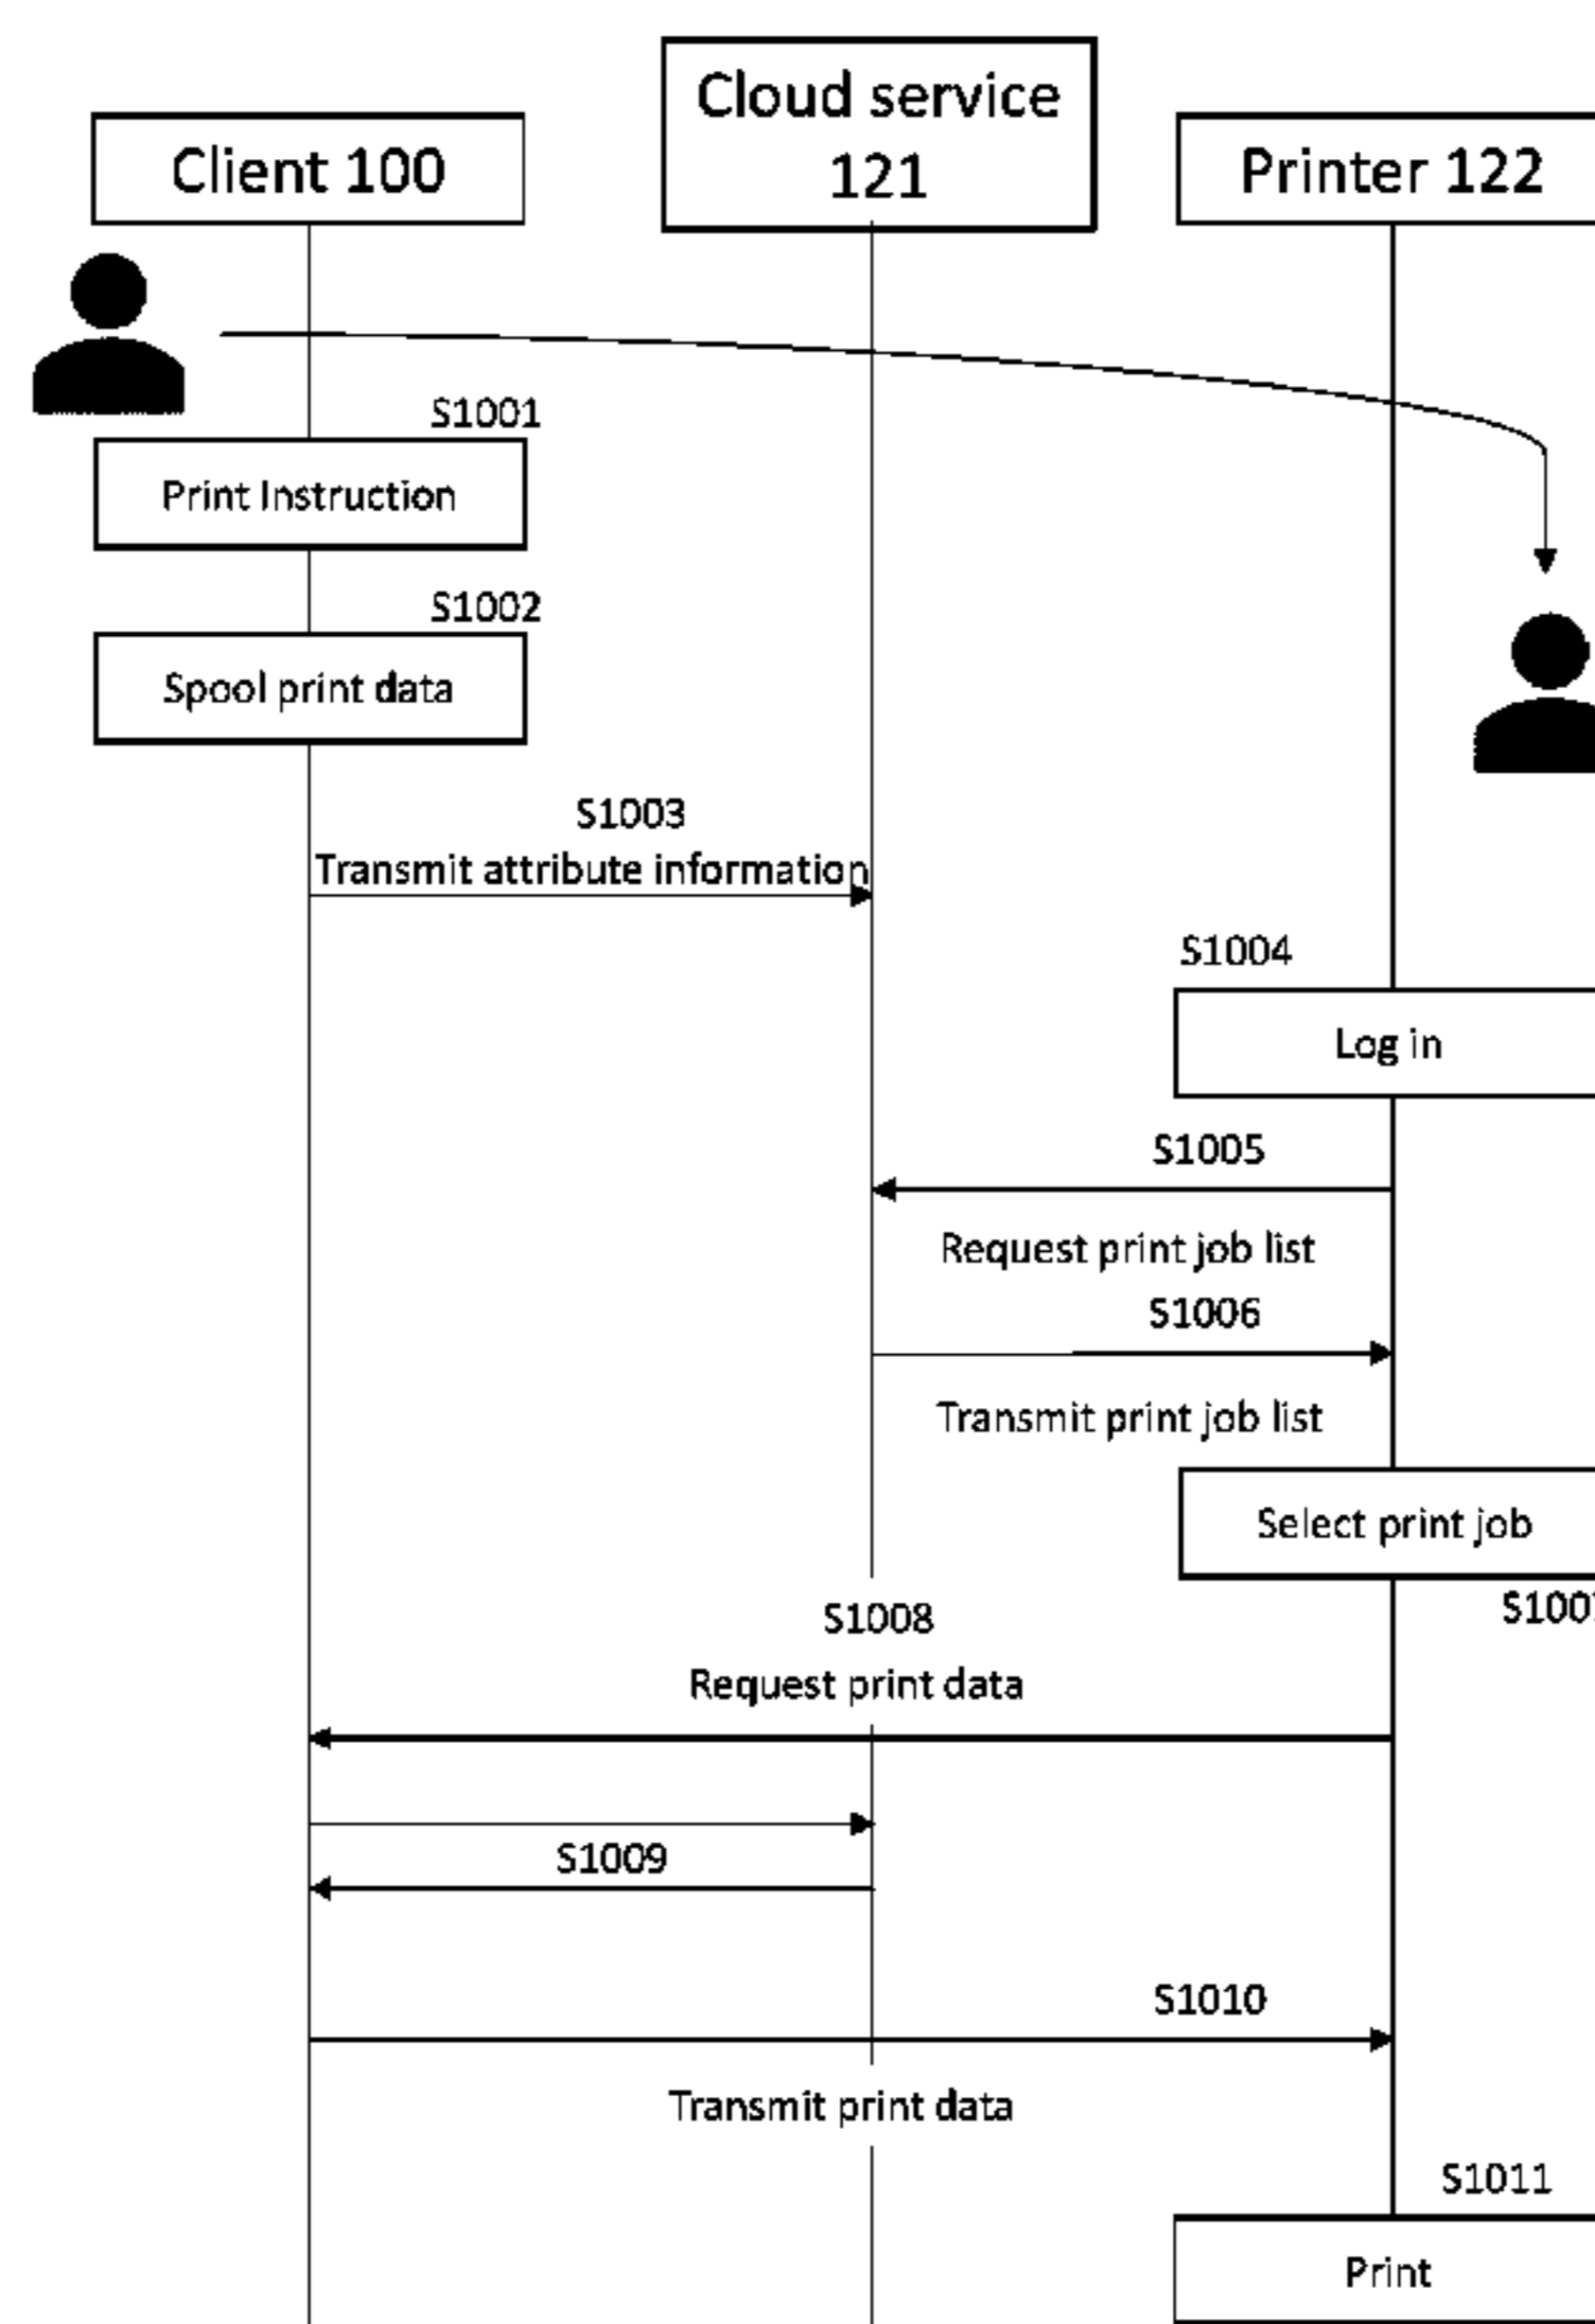 Client 100
Cloud service
121
Printer 122
S1001
Print Instruction
S1002
Spool print data
S1003
Transmit attribute information
S1004
Log in
S1005
Request print job list
S1006
Transmit print job list
Select print job
S1007
S1008
Request print data
S1009
S1010
Transmit print data
S1011
Print